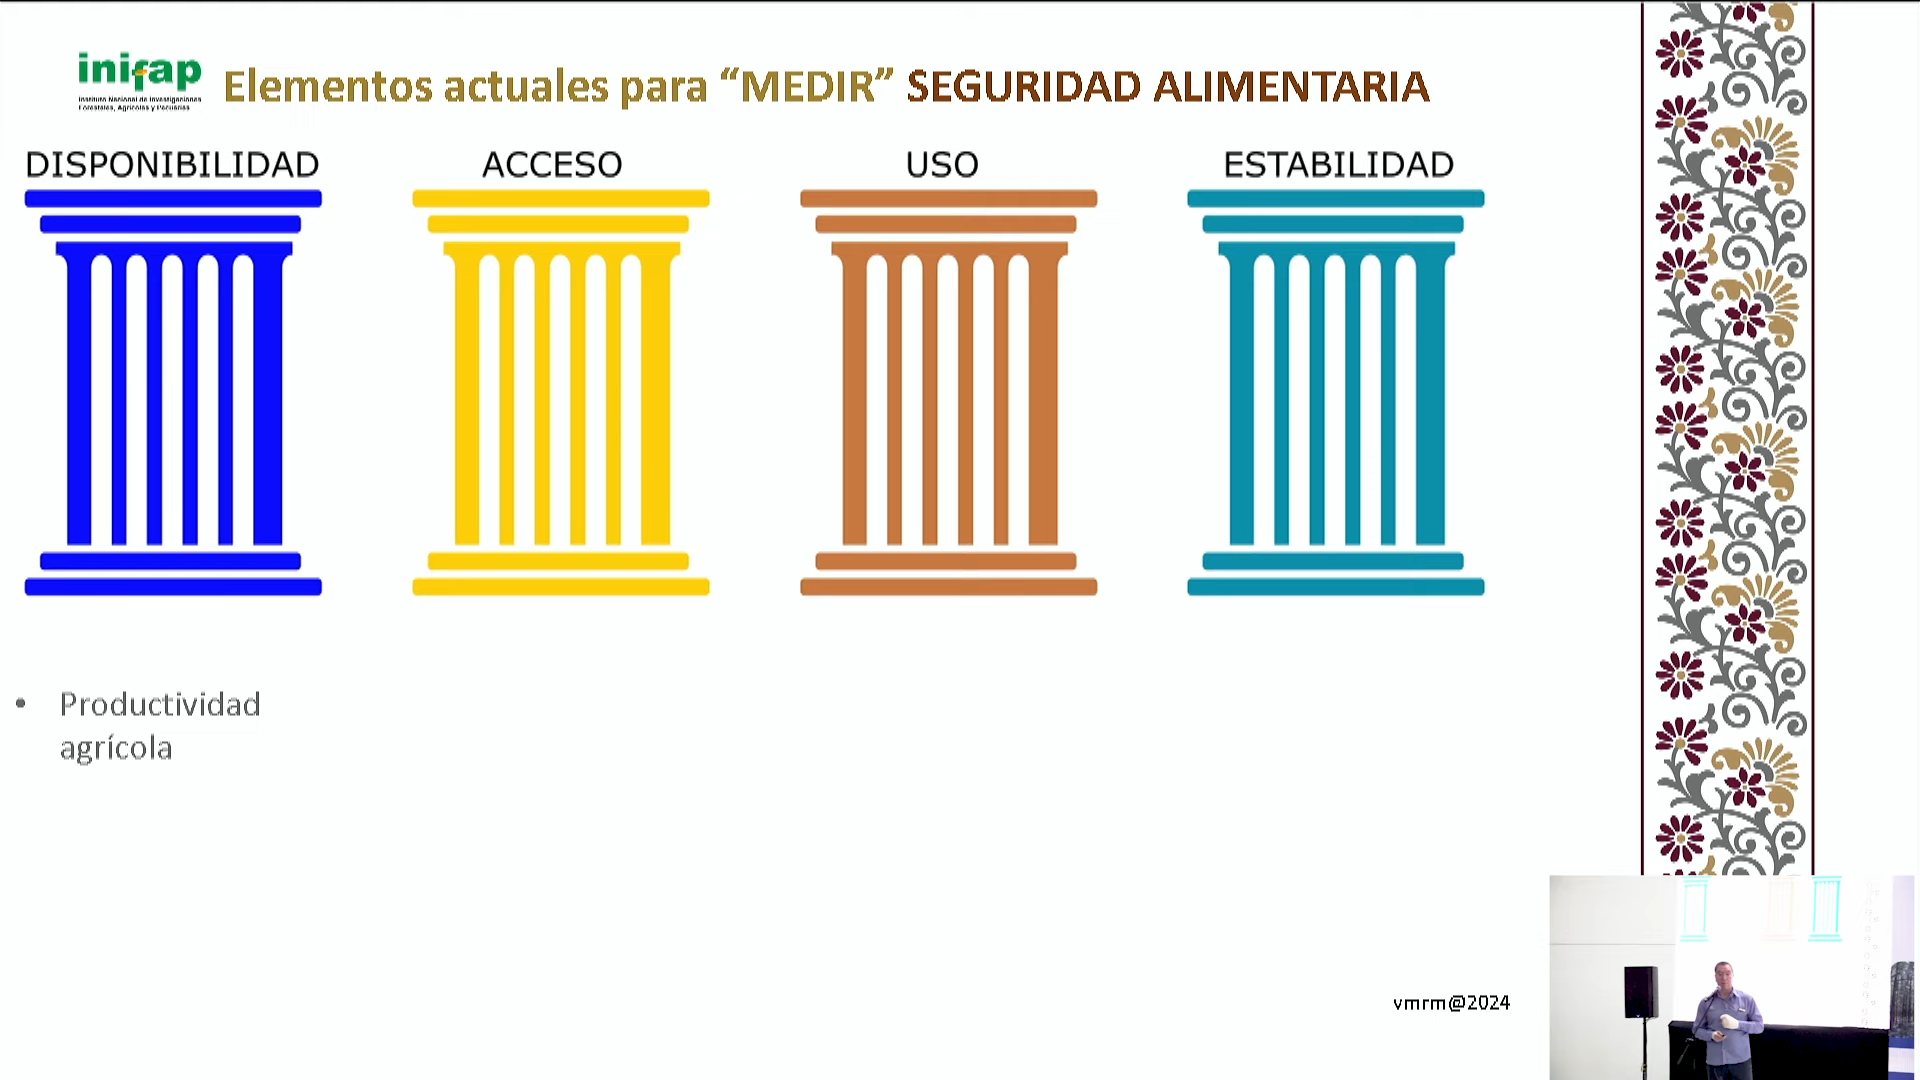 inifap
Instituto Nacional de Investigaciones
Forestales, Agrícolas y Pecuarias
Elementos actuales para “MEDIR” SEGURIDAD ALIMENTARIA
DISPONIBILIDAD
ACCESO
USO
ESTABILIDAD
• Productividad
agrícola
vmrm@2024